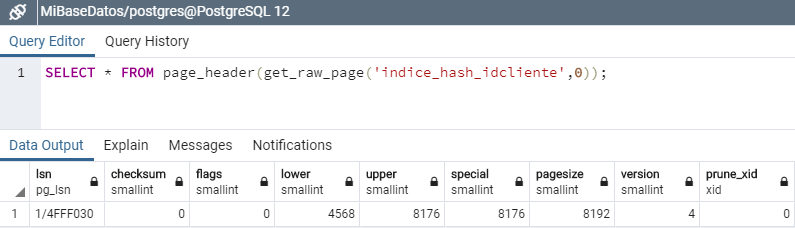 MiBaseDatos/postgres@PostgreSQL 12
Query Editor Query History
1 SELECT * FROM page_header(get_raw_page('indice_hash_idcliente',0));
Data Output Explain Messages Notifications
lsn checksum flags lower upper special pagesize version prune_xid
pg_lsn smallint smallint smallint smallint smallint smallint smallint xid
1 1/4FFF030 0 0 4568 8176 8176 8192 4 0